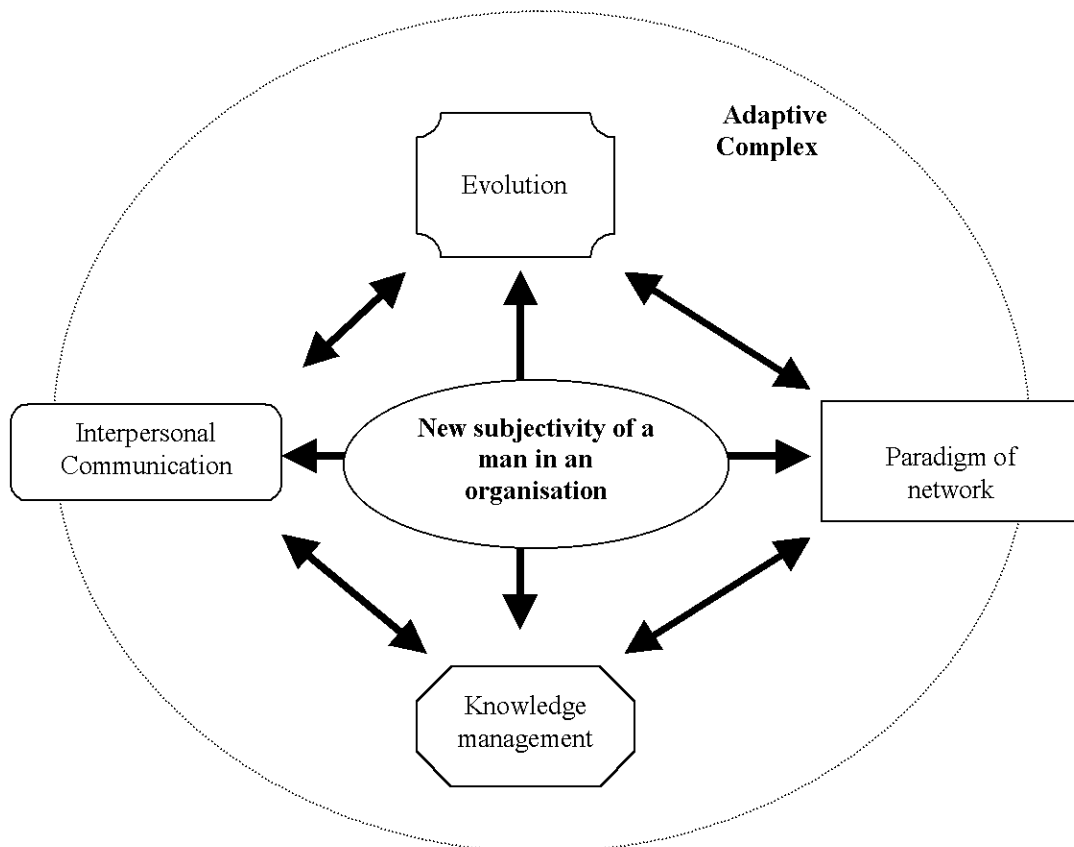 Adaptive
Complex
Evolution
Interpersonal
Communication
New subjectivity of a
man in an
organisation
Paradigm of
network
Knowledge
management